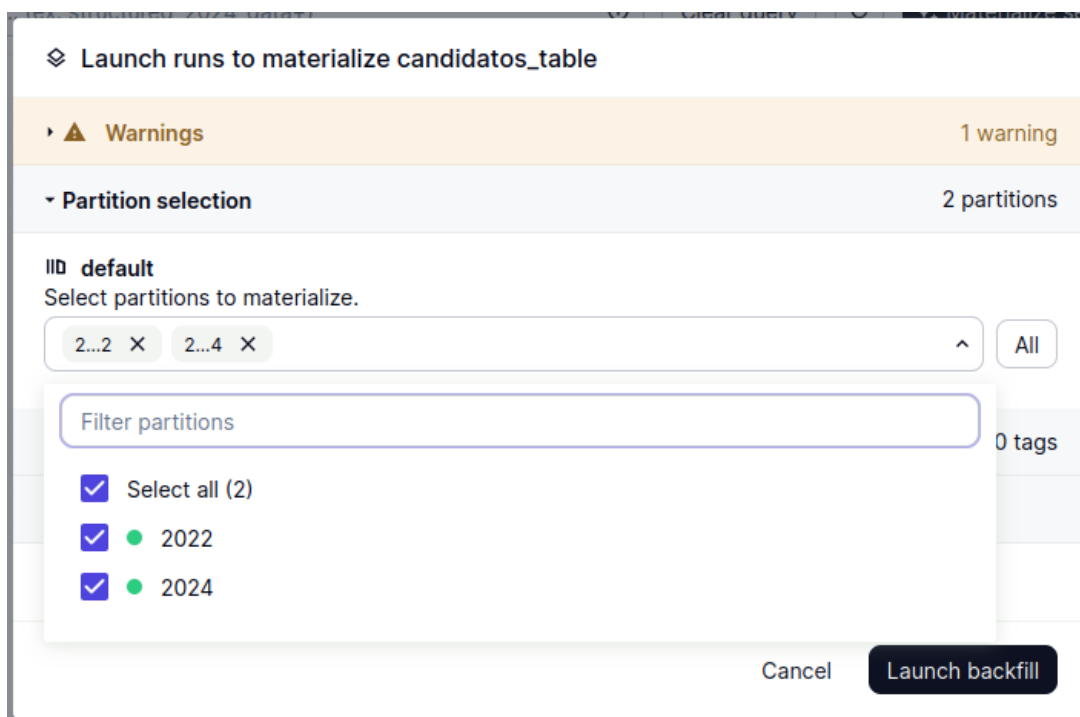 Launch runs to materialize candidatos_table
Warnings 1 warning
Partition selection 2 partitions
default
Select partitions to materialize.
2...2 2...4 All
Filter partitions
0 tags
Select all (2)
2022
2024
Cancel Launch backfill